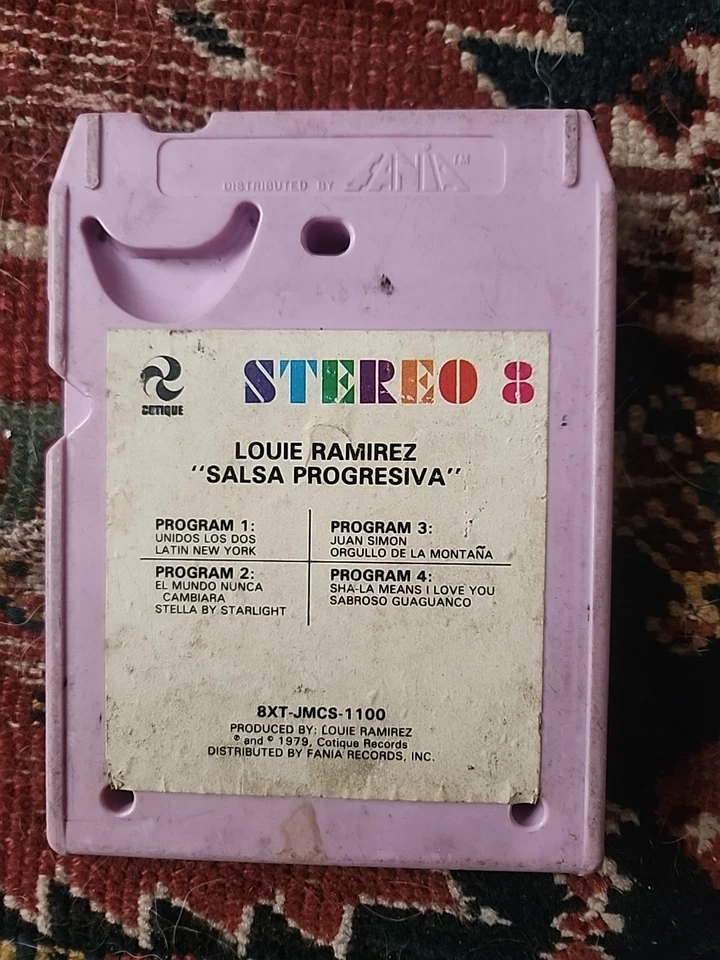 DISTRIBUTED BY FANIA™
COTIQUE
STEREO 8
LOUIE RAMIREZ
"SALSA PROGRESIVA"
PROGRAM 1:
UNIDOS LOS DOS
LATIN NEW YORK
PROGRAM 2:
EL MUNDO NUNCA
CAMBIARA
STELLA BY STARLIGHT
PROGRAM 3:
JUAN SIMON
ORGULLO DE LA MONTAÑA
PROGRAM 4:
SHA-LA MEANS I LOVE YOU
SABROSO GUAGUANCO
8XT-JMCS-1100
PRODUCED BY: LOUIE RAMIREZ
℗ and © 1979, Cotique Records
DISTRIBUTED BY FANIA RECORDS, INC.